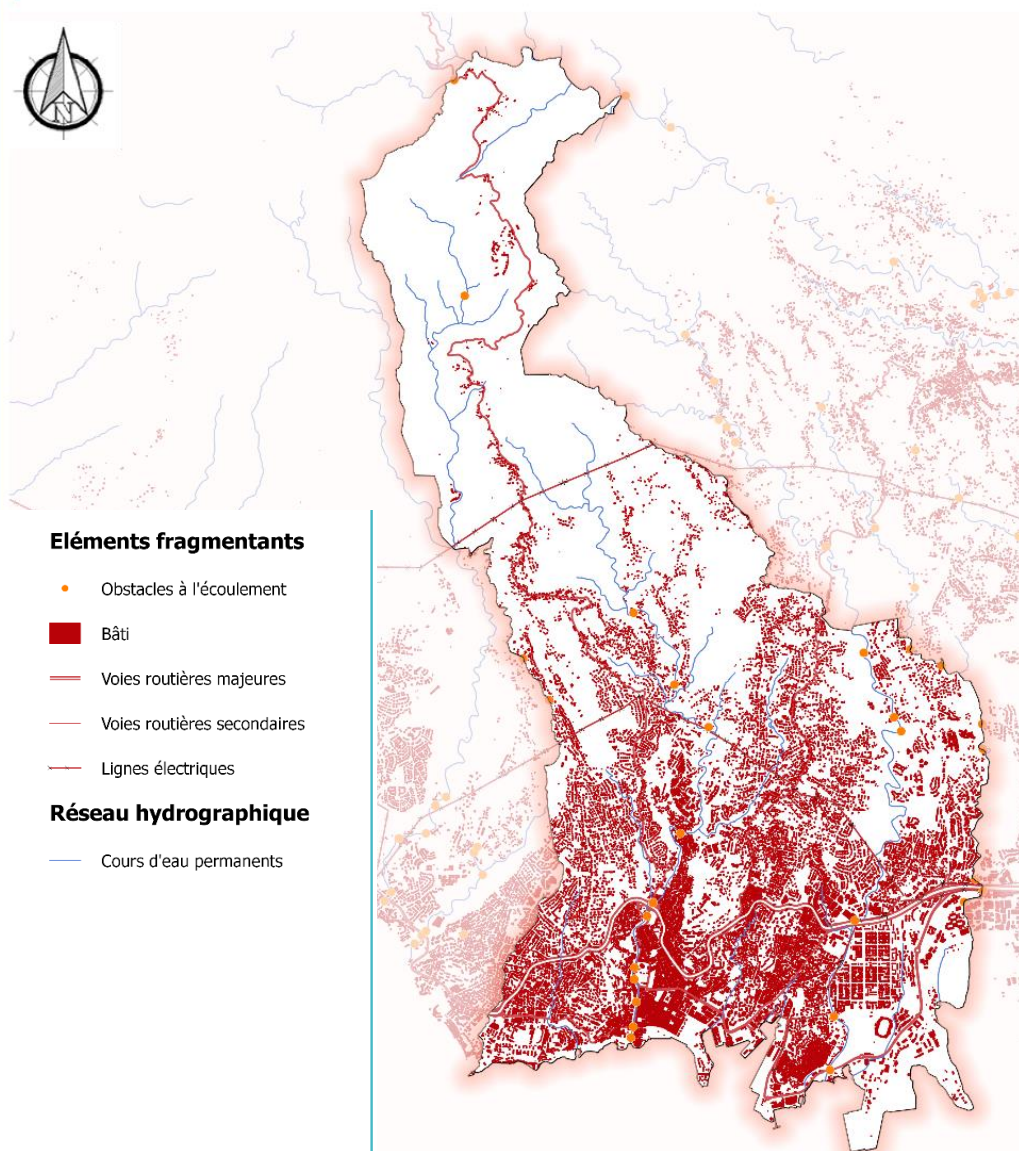 N
Eléments fragmentants
Obstacles à l'écoulement
Bâti
Voies routières majeures
Voies routières secondaires
Lignes électriques
Réseau hydrographique
Cours d'eau permanents